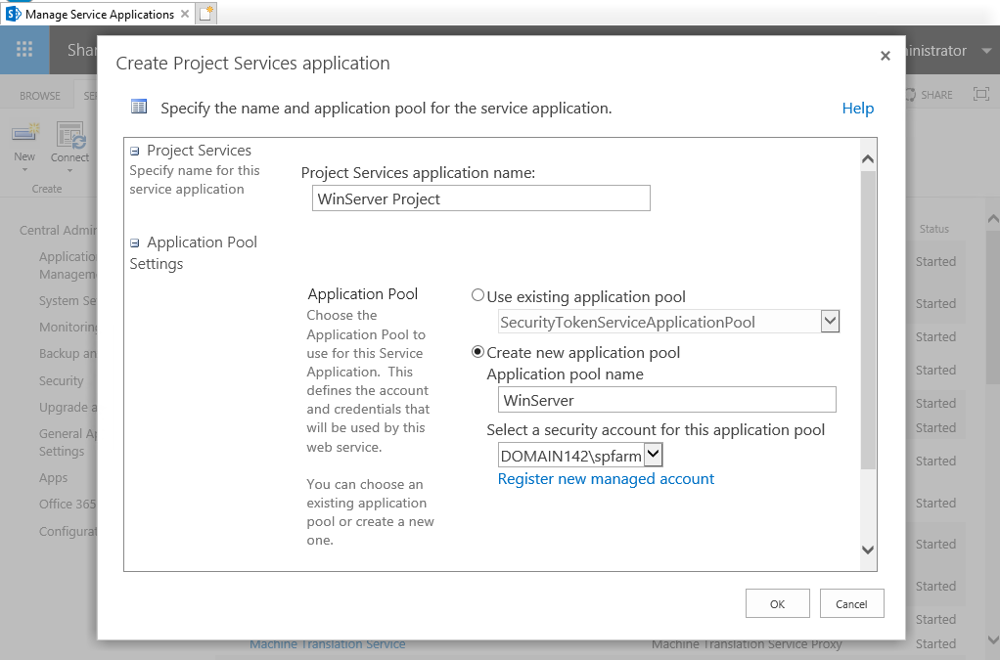 Manage Service Applications
Shar
ninistrator
Create Project Services application
BROWSE
SER
SHARE
Specify the name and application pool for the service application.
Help
New
Connect
Create
Project Services
Specify name for this
service application
Project Services application name:
WinServer Project
Application Pool
Settings
Application Pool
Choose the
Application Pool to
use for this Service
Application. This
defines the account
and credentials that
will be used by this
web service.
You can choose an
existing application
pool or create a new
one.
Use existing application pool
SecurityTokenServiceApplicationPool
Create new application pool
Application pool name
WinServer
Select a security account for this application pool
DOMAIN142\spfarm
Register new managed account
OK
Cancel
Central Admin
Applicatio
Managem
System Se
Monitoring
Backup an
Security
Upgrade a
General Ap
Settings
Apps
Office 365
Configurat
Status
Started
Started
Started
Started
Started
Started
Started
Started
Started
Started
Started
Machine Translation Service
Machine Translation Service Proxy
Started